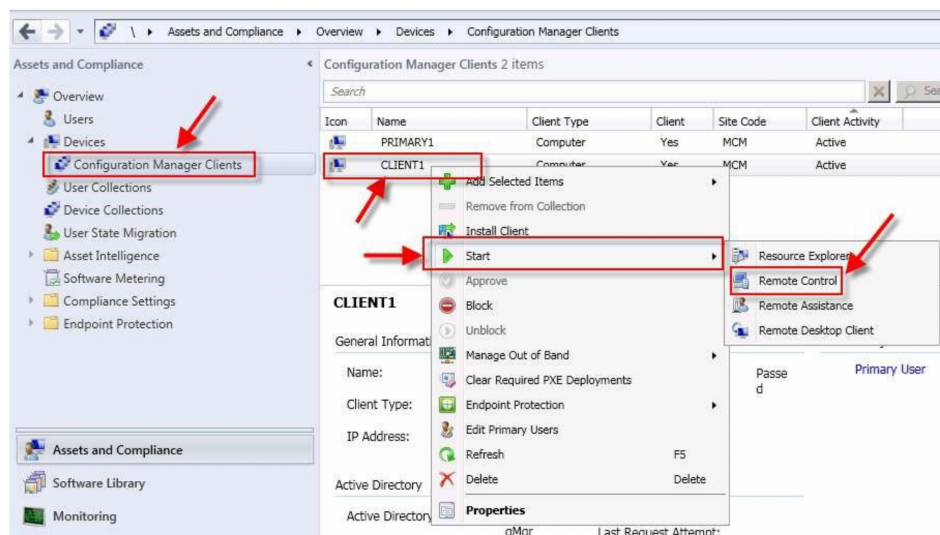 \ Assets and Compliance Overview Devices Configuration Manager Clients
Assets and Compliance
Overview
Users
Devices
Configuration Manager Clients
User Collections
Device Collections
User State Migration
Asset Intelligence
Software Metering
Compliance Settings
Endpoint Protection
Assets and Compliance
Software Library
Monitoring
Configuration Manager Clients 2 items
Search
Icon Name Client Type Client Site Code Client Activity
PRIMARY1 Computer Yes MCM Active
CLIENT1 Computer Yes MCM Active
Add Selected Items
Remove from Collection
Install Client
Start
Approve
Block
Unblock
Manage Out of Band
Clear Required PXE Deployments
Endpoint Protection
Edit Primary Users
Refresh F5
Delete Delete
Properties
Resource Explorer
Remote Control
Remote Assistance
Remote Desktop Client
CLIENT1
General Informat
Name:
Client Type:
IP Address:
Passe
d
Primary User
Active Directory
Active Directory
Last Request Attempt: